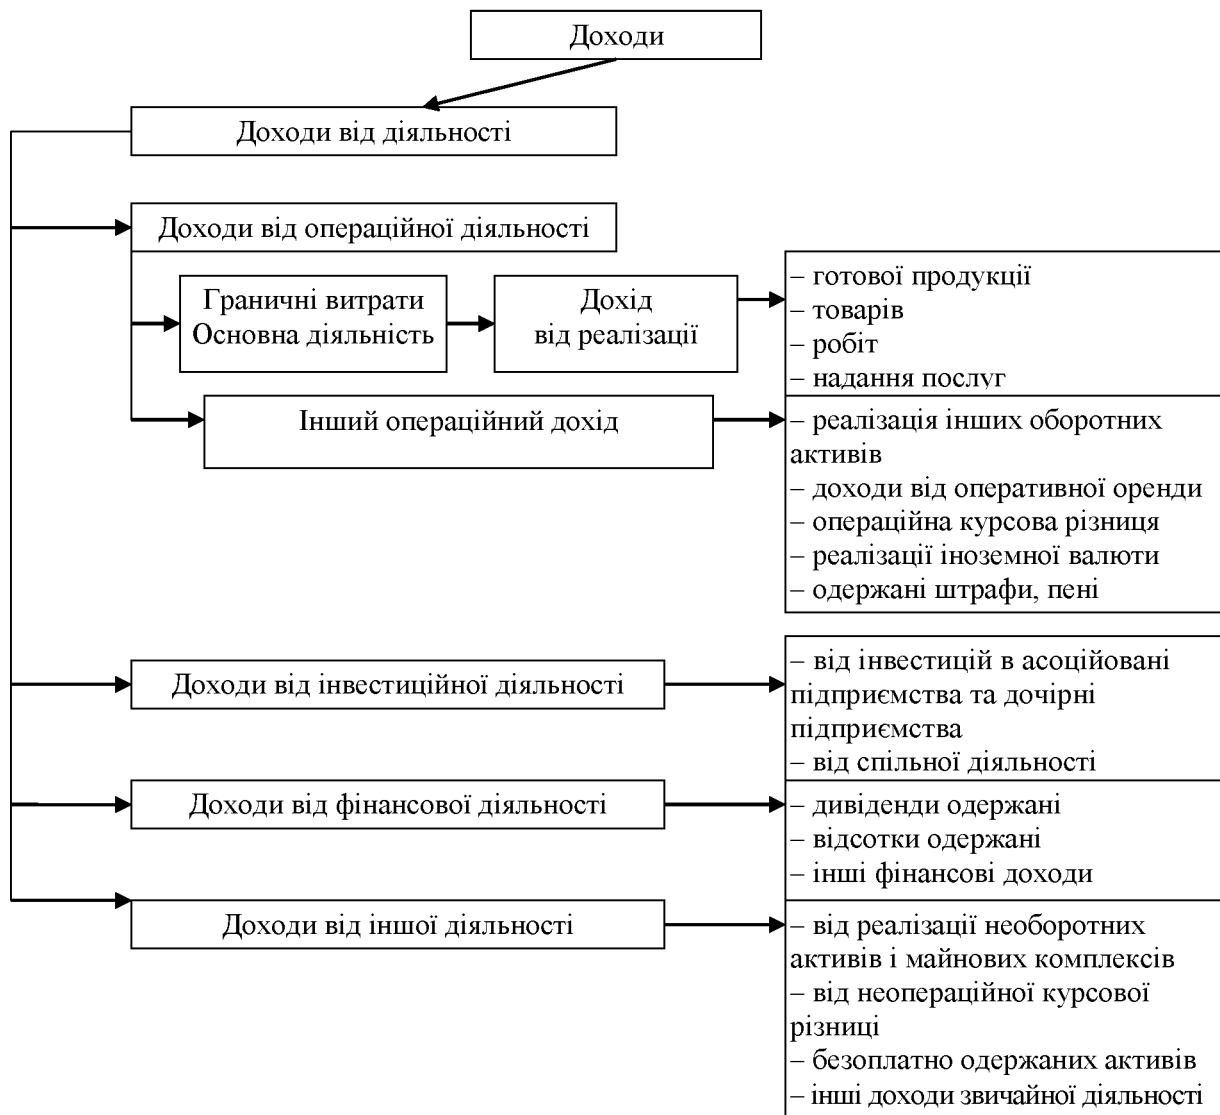 Доходи
Доходи від діяльності
Доходи від операційної діяльності
Граничні витрати
Основна діяльність
Дохід
від реалізації
– готової продукції
– товарів
– робіт
– надання послуг
Інший операційний дохід
– реалізація інших оборотних
активів
– доходи від оперативної оренди
– операційна курсова різниця
– реалізації іноземної валюти
– одержані штрафи, пені
Доходи від інвестиційної діяльності
– від інвестицій в асоційовані
підприємства та дочірні
підприємства
– від спільної діяльності
Доходи від фінансової діяльності
– дивіденди одержані
– відсотки одержані
– інші фінансові доходи
Доходи від іншої діяльності
– від реалізації необоротних
активів і майнових комплексів
– від неопераційної курсової
різниці
– безоплатно одержаних активів
– інші доходи звичайної діяльності